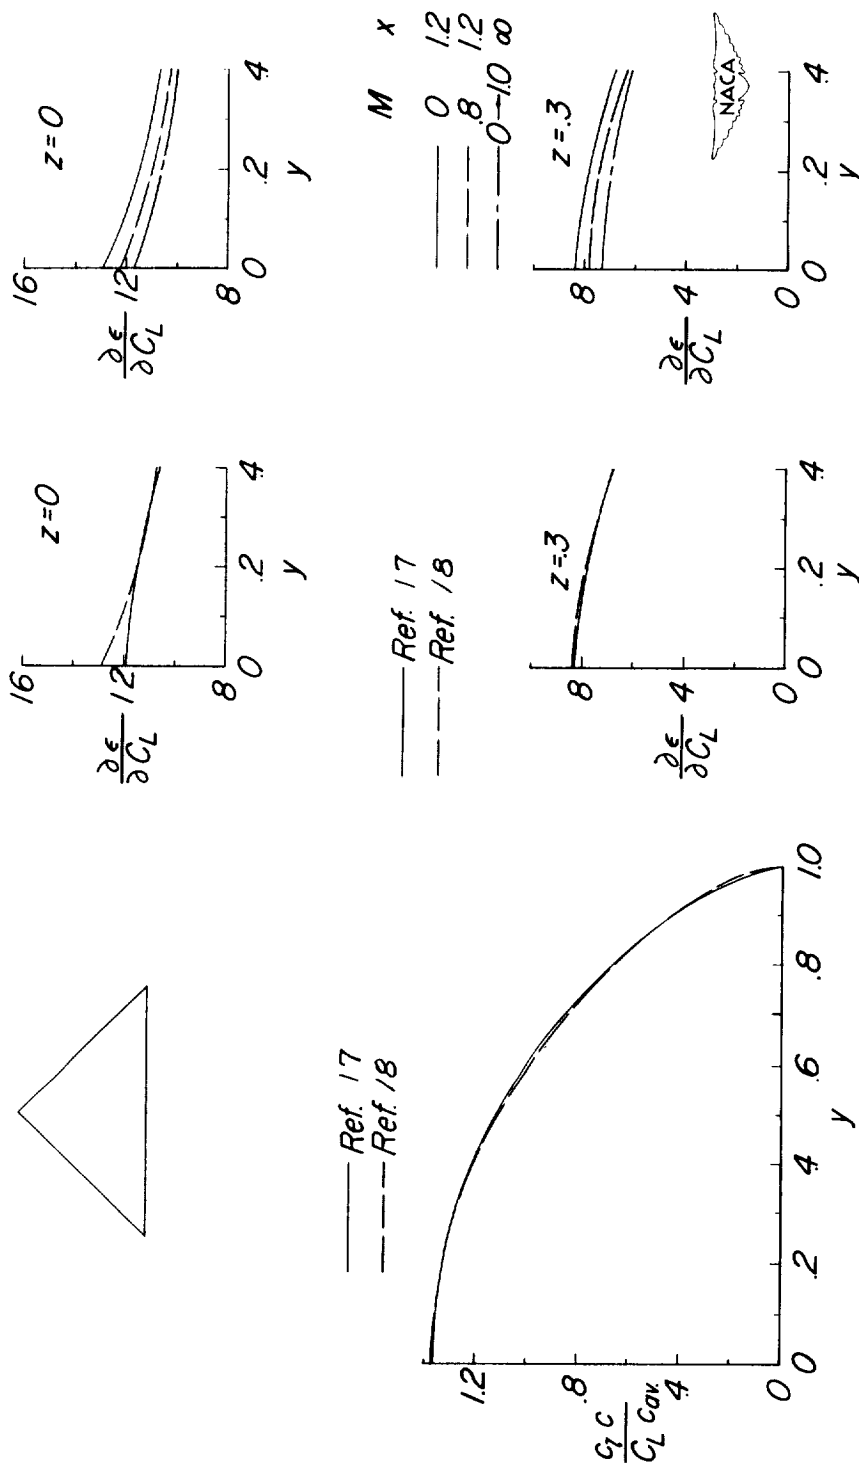 Ref. 17
Ref. 18
c_l c
C_L c_av.
1.2
.8
.4
0
0 .2 .4 .6 .8 1.0
y
∂ε
∂C_L
16
12
8
z=0
0 .2 .4
y
Ref. 17
Ref. 18
∂ε
∂C_L
8
4
0
z=.3
0 .2 .4
y
∂ε
∂C_L
16
12
8
z=0
0 .2 .4
y
M x
0 1.2
.8 1.2
0→1.0 ∞
∂ε
∂C_L
8
4
0
z=.3
0 .2 .4
y
NACA